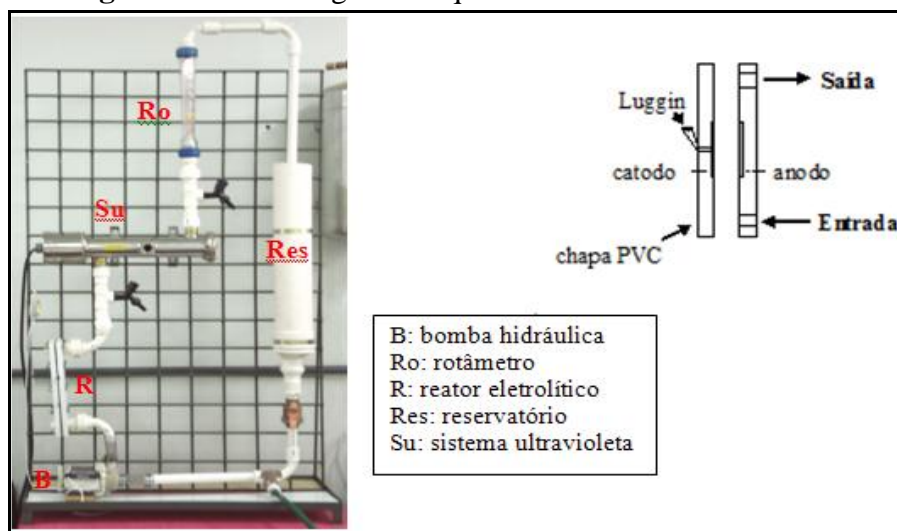 Ro
Su
Res
R
B
Luggin
Saída
catodo
anodo
Entrada
chapa PVC
B: bomba hidráulica
Ro: rotâmetro
R: reator eletrolítico
Res: reservatório
Su: sistema ultravioleta